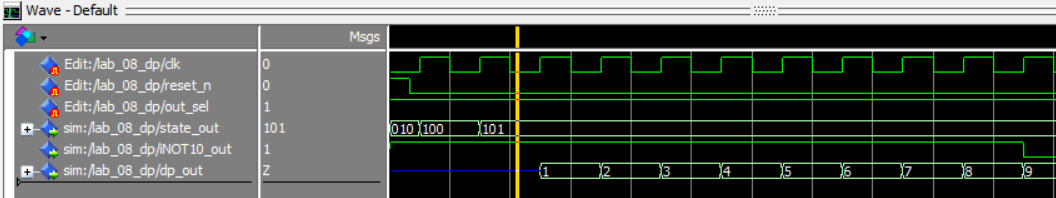 Wave - Default
Msgs
Edit:/lab_08_dp/clk 0
Edit:/lab_08_dp/reset_n 0
Edit:/lab_08_dp/out_sel 1
sim:/lab_08_dp/state_out 101 010 100 101
sim:/lab_08_dp/iNOT10_out 1
sim:/lab_08_dp/dp_out Z 1 2 3 4 5 6 7 8 9